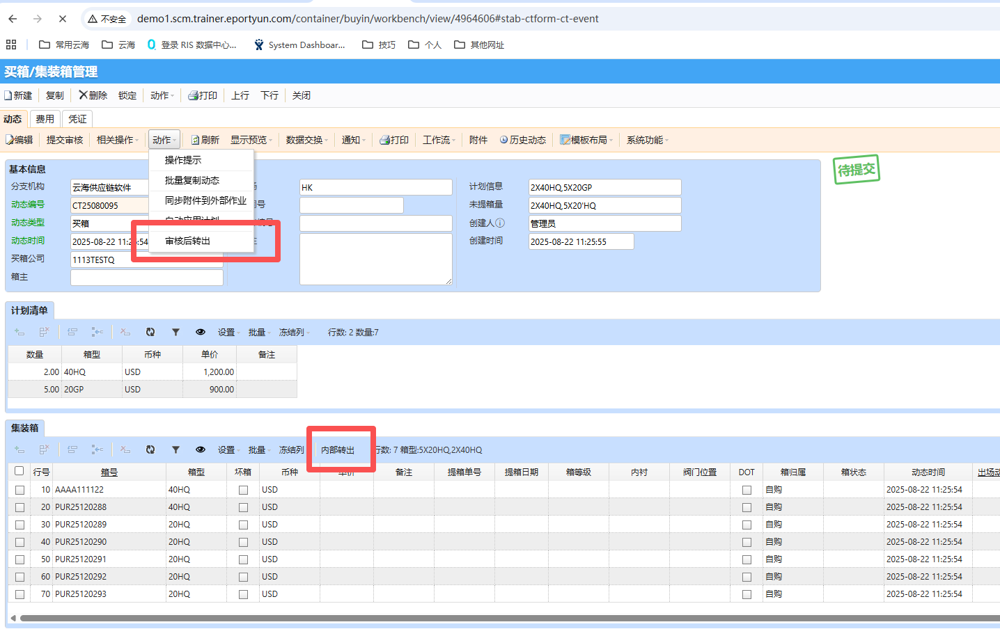 不安全 demo1.scm.trainer.eportyun.com/container/buyin/workbench/view/4964606#stab-ctform-ct-event
常用云海 云海 登录 RIS 数据中心... System Dashboar... 技巧 个人 其他网址
买箱/集装箱管理
新建 复制 删除 锁定 动作 打印 上行 下行 关闭
动态 费用 凭证
编辑 提交审核 相关操作 动作 刷新 显示预览 数据交换 通知 打印 工作流 附件 历史动态 模板布局 系统功能
操作提示
批量复制动态
同步附件到外部作业
自动应用计划
审核后转出
待提交
基本信息
分支机构 云海供应链软件 HK 计划信息 2X40HQ,5X20GP
动态编号 CT25080095 号 未提箱量 2X40HQ,5X20'HQ
动态类型 买箱 编号 创建人 管理员
动态时间 2025-08-22 11:25:54 创建时间 2025-08-22 11:25:55
买箱公司 1113TESTQ
箱主
计划清单
设置 批量 冻结列 行数: 2 数量:7
数量 箱型 币种 单价 备注
2.00 40HQ USD 1,200.00
5.00 20GP USD 900.00
集装箱
设置 批量 冻结列 内部转出 行数: 7 箱型:5X20HQ,2X40HQ
行号 箱号 箱型 坏箱 币种 单价 备注 提箱单号 提箱日期 箱等级 内衬 阀门位置 DOT 箱归属 箱状态 动态时间 出场动
10 AAAA111122 40HQ USD 自购 2025-08-22 11:25:54
20 PUR25120288 40HQ USD 自购 2025-08-22 11:25:54
30 PUR25120289 20HQ USD 自购 2025-08-22 11:25:54
40 PUR25120290 20HQ USD 自购 2025-08-22 11:25:54
50 PUR25120291 20HQ USD 自购 2025-08-22 11:25:54
60 PUR25120292 20HQ USD 自购 2025-08-22 11:25:54
70 PUR25120293 20HQ USD 自购 2025-08-22 11:25:54